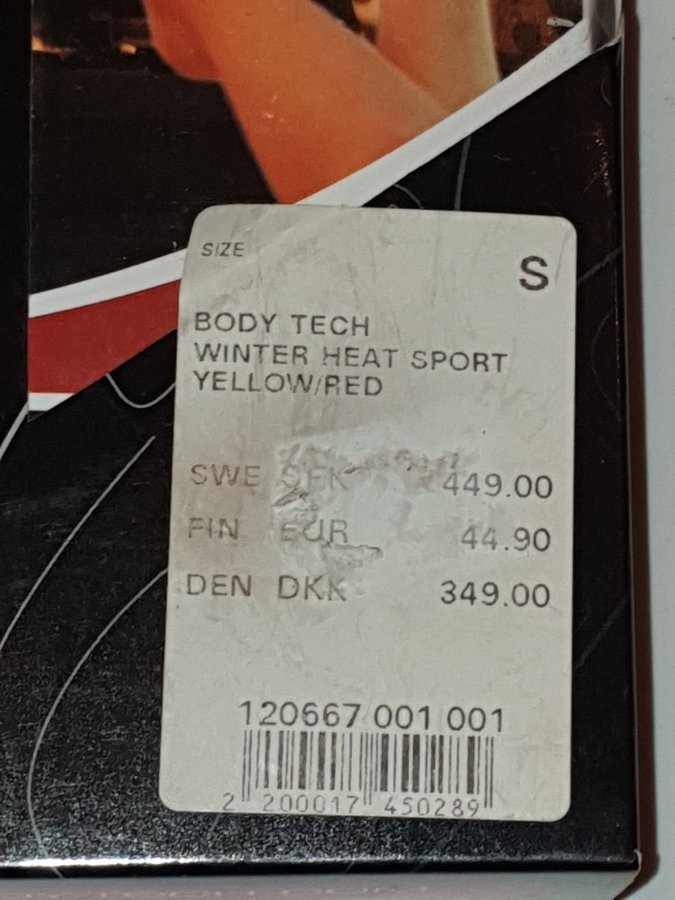 SIZE
S
BODY TECH
WINTER HEAT SPORT
YELLOW/RED
SWE SEK 449.00
FIN EUR 44.90
DEN DKK 349.00
120667 001 001
2 200017 450289